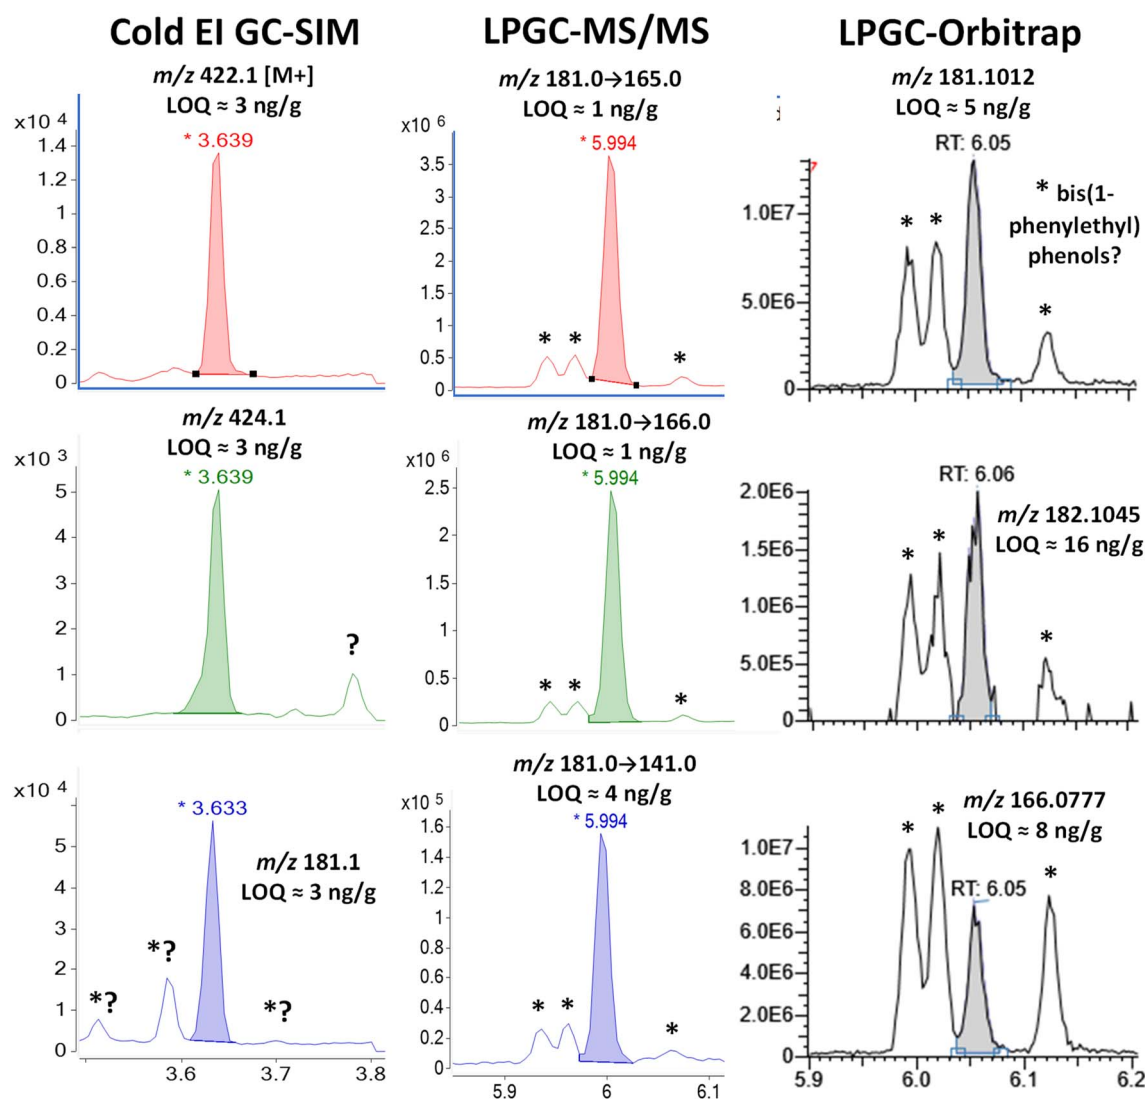 Cold EI GC-SIM
m/z 422.1 [M+]
LOQ ≈ 3 ng/g
x10 4
* 3.639
1.4
1.2
1
0.8
0.6
0.4
0.2
0
m/z 424.1
LOQ ≈ 3 ng/g
x10 3
* 3.639
5
4
3
2
1
0
?
x10 4
* 3.633
m/z 181.1
LOQ ≈ 3 ng/g
5
4
3
2
1
0
*?
*?
*?
3.6
3.7
3.8
LPGC-MS/MS
m/z 181.0→165.0
LOQ ≈ 1 ng/g
x10 6
* 5.994
3.5
3
2.5
2
1.5
1
0.5
0
*
*
*
m/z 181.0→166.0
LOQ ≈ 1 ng/g
x10 6
* 5.994
2.5
2
1.5
1
0.5
0
*
*
*
m/z 181.0→141.0
LOQ ≈ 4 ng/g
x10 5
* 5.994
1.6
1.4
1.2
1
0.8
0.6
0.4
0.2
0
*
*
*
5.9
6
6.1
LPGC-Orbitrap
m/z 181.1012
LOQ ≈ 5 ng/g
RT: 6.05
1.0E7
5.0E6
0
*
*
* bis(1-
phenylethyl)
phenols?
*
RT: 6.06
m/z 182.1045
LOQ ≈ 16 ng/g
2.0E6
1.5E6
1.0E6
5.0E5
0
*
*
*
m/z 166.0777
LOQ ≈ 8 ng/g
RT: 6.05
1.0E7
8.0E6
6.0E6
4.0E6
2.0E6
0
*
*
*
5.9
6.0
6.1
6.2